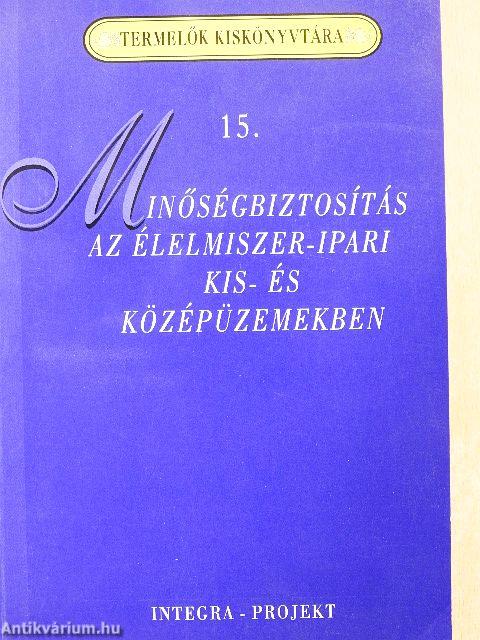 TERMELŐK KISKÖNYVTÁRA
15.
MINŐSÉGBIZTOSÍTÁS
AZ ÉLELMISZER-IPARI
KIS- ÉS
KÖZÉPÜZEMEKBEN
INTEGRA - PROJEKT
Antikvárium.hu